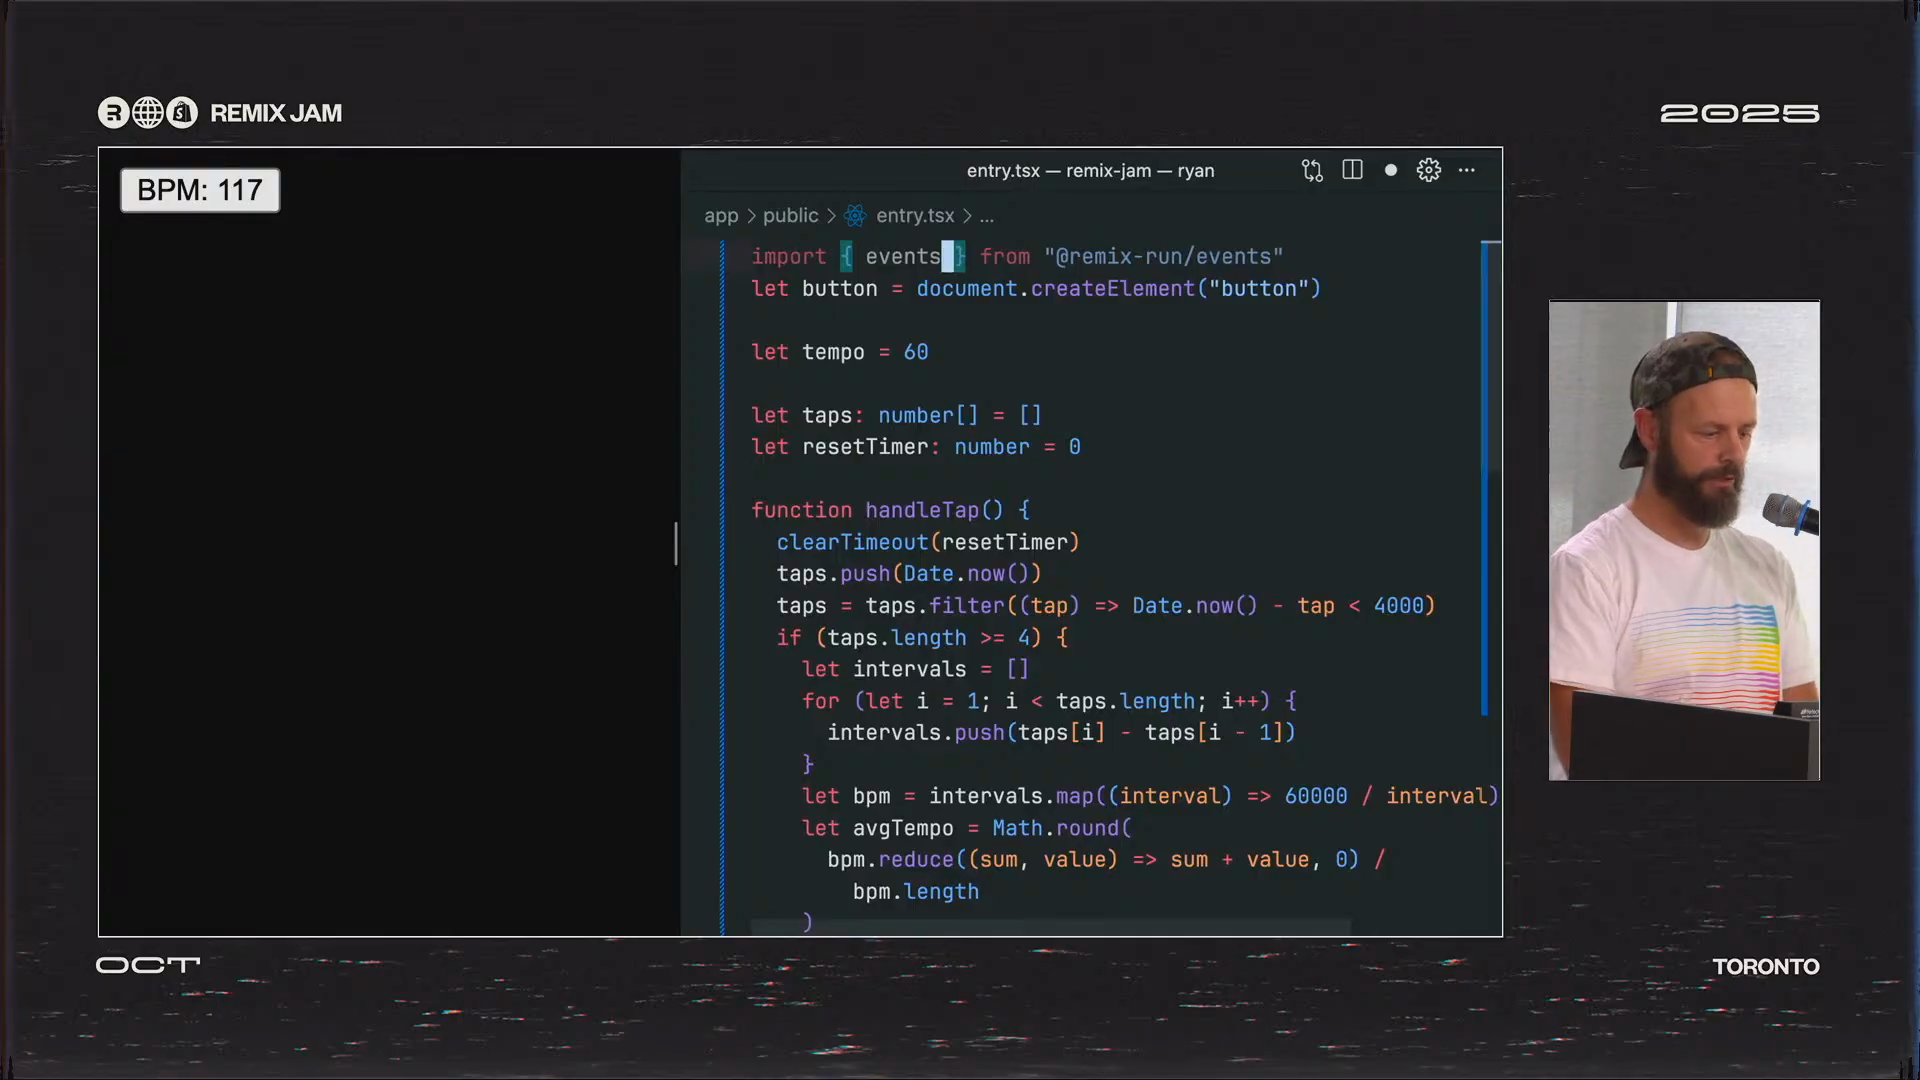 REMIX JAM
2025
BPM: 117
entry.tsx — remix-jam — ryan
app > public > entry.tsx > ...
import { events } from "@remix-run/events"
let button = document.createElement("button")
let tempo = 60
let taps: number[] = []
let resetTimer: number = 0
function handleTap() {
clearTimeout(resetTimer)
taps.push(Date.now())
taps = taps.filter((tap) => Date.now() - tap < 4000)
if (taps.length >= 4) {
let intervals = []
for (let i = 1; i < taps.length; i++) {
intervals.push(taps[i] - taps[i - 1])
}
let bpm = intervals.map((interval) => 60000 / interval)
let avgTempo = Math.round(
bpm.reduce((sum, value) => sum + value, 0) /
bpm.length
)
OCT
TORONTO